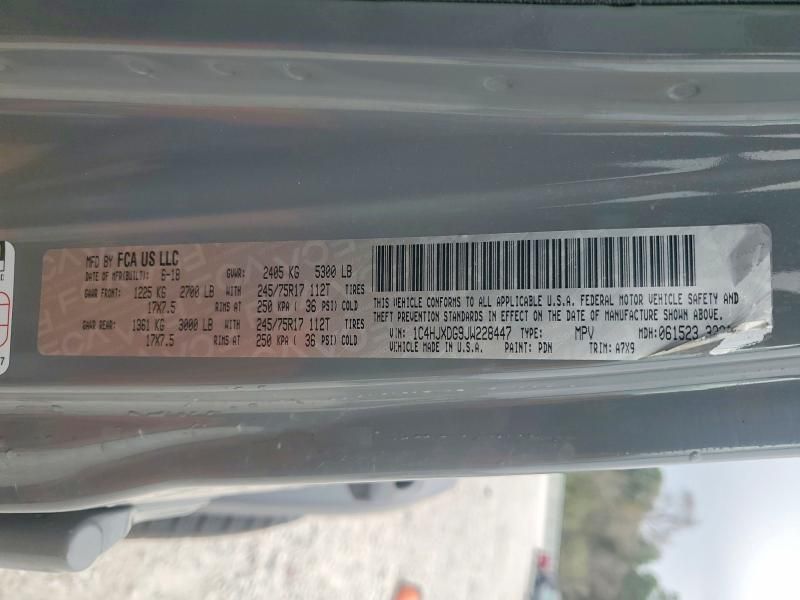 MFD BY FCA US LLC
DATE OF MFR(BUILT): 6-18 GVWR: 2405 KG 5300 LB
GAWR FRONT: 1225 KG 2700 LB WITH 245/75R17 112T TIRES
17X7.5 RIMS AT 250 KPA ( 36 PSI) COLD
GAWR REAR: 1361 KG 3000 LB WITH 245/75R17 112T TIRES
17X7.5 RIMS AT 250 KPA ( 36 PSI) COLD
THIS VEHICLE CONFORMS TO ALL APPLICABLE U.S.A. FEDERAL MOTOR VEHICLE SAFETY AND
THEFT PREVENTION STANDARDS IN EFFECT ON THE DATE OF MANUFACTURE SHOWN ABOVE.
VIN: 1C4HJXDG9JW228447 TYPE: MPV MDH: 061523
VEHICLE MADE IN U.S.A. PAINT: PDN TRIM: A7X9